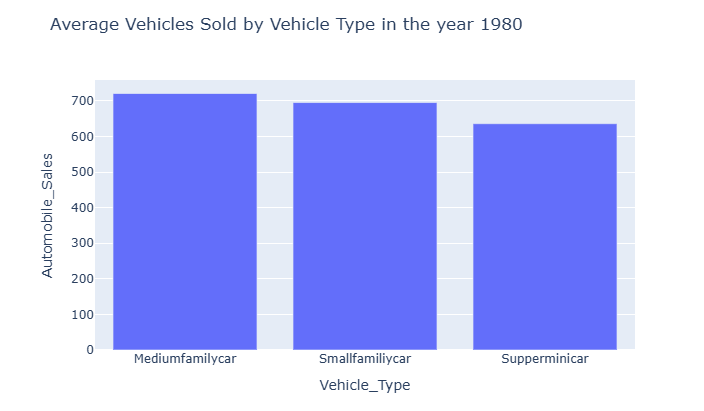 Average Vehicles Sold by Vehicle Type in the year 1980
Automobile_Sales
700
600
500
400
300
200
100
0
Mediumfamilycar
Smallfamiliycar
Supperminicar
Vehicle_Type